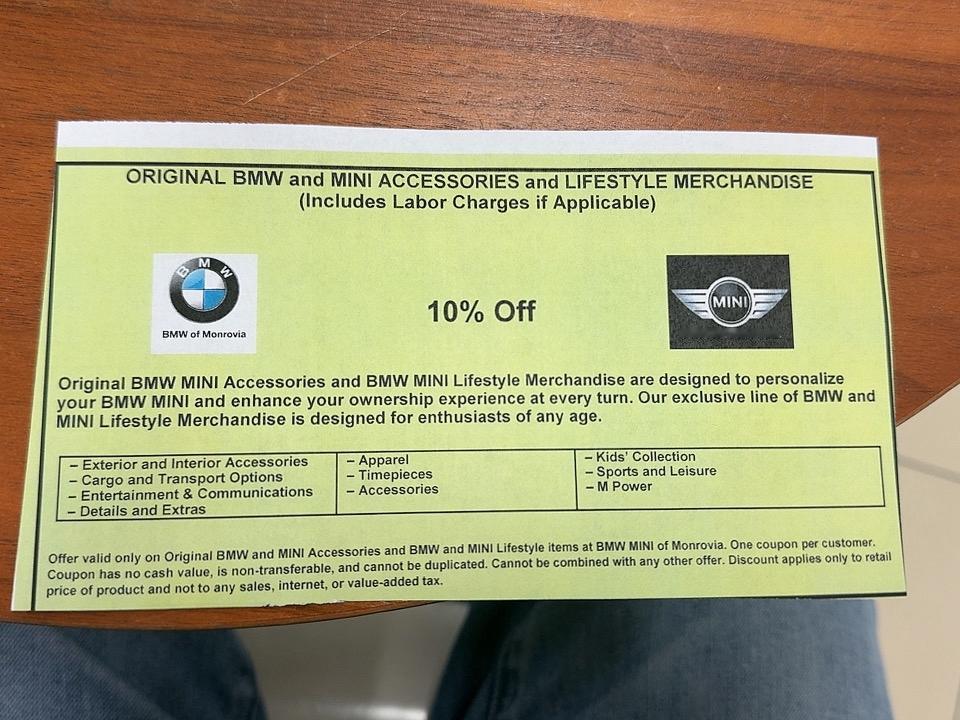 ORIGINAL BMW and MINI ACCESSORIES and LIFESTYLE MERCHANDISE
(Includes Labor Charges if Applicable)
BMW
BMW of Monrovia
10% Off
MINI
Original BMW MINI Accessories and BMW MINI Lifestyle Merchandise are designed to personalize
your BMW MINI and enhance your ownership experience at every turn. Our exclusive line of BMW and
MINI Lifestyle Merchandise is designed for enthusiasts of any age.
– Exterior and Interior Accessories
– Cargo and Transport Options
– Entertainment & Communications
– Details and Extras
– Apparel
– Timepieces
– Accessories
– Kids' Collection
– Sports and Leisure
– M Power
Offer valid only on Original BMW and MINI Accessories and BMW and MINI Lifestyle items at BMW MINI of Monrovia. One coupon per customer.
Coupon has no cash value, is non-transferable, and cannot be duplicated. Cannot be combined with any other offer. Discount applies only to retail
price of product and not to any sales, internet, or value-added tax.